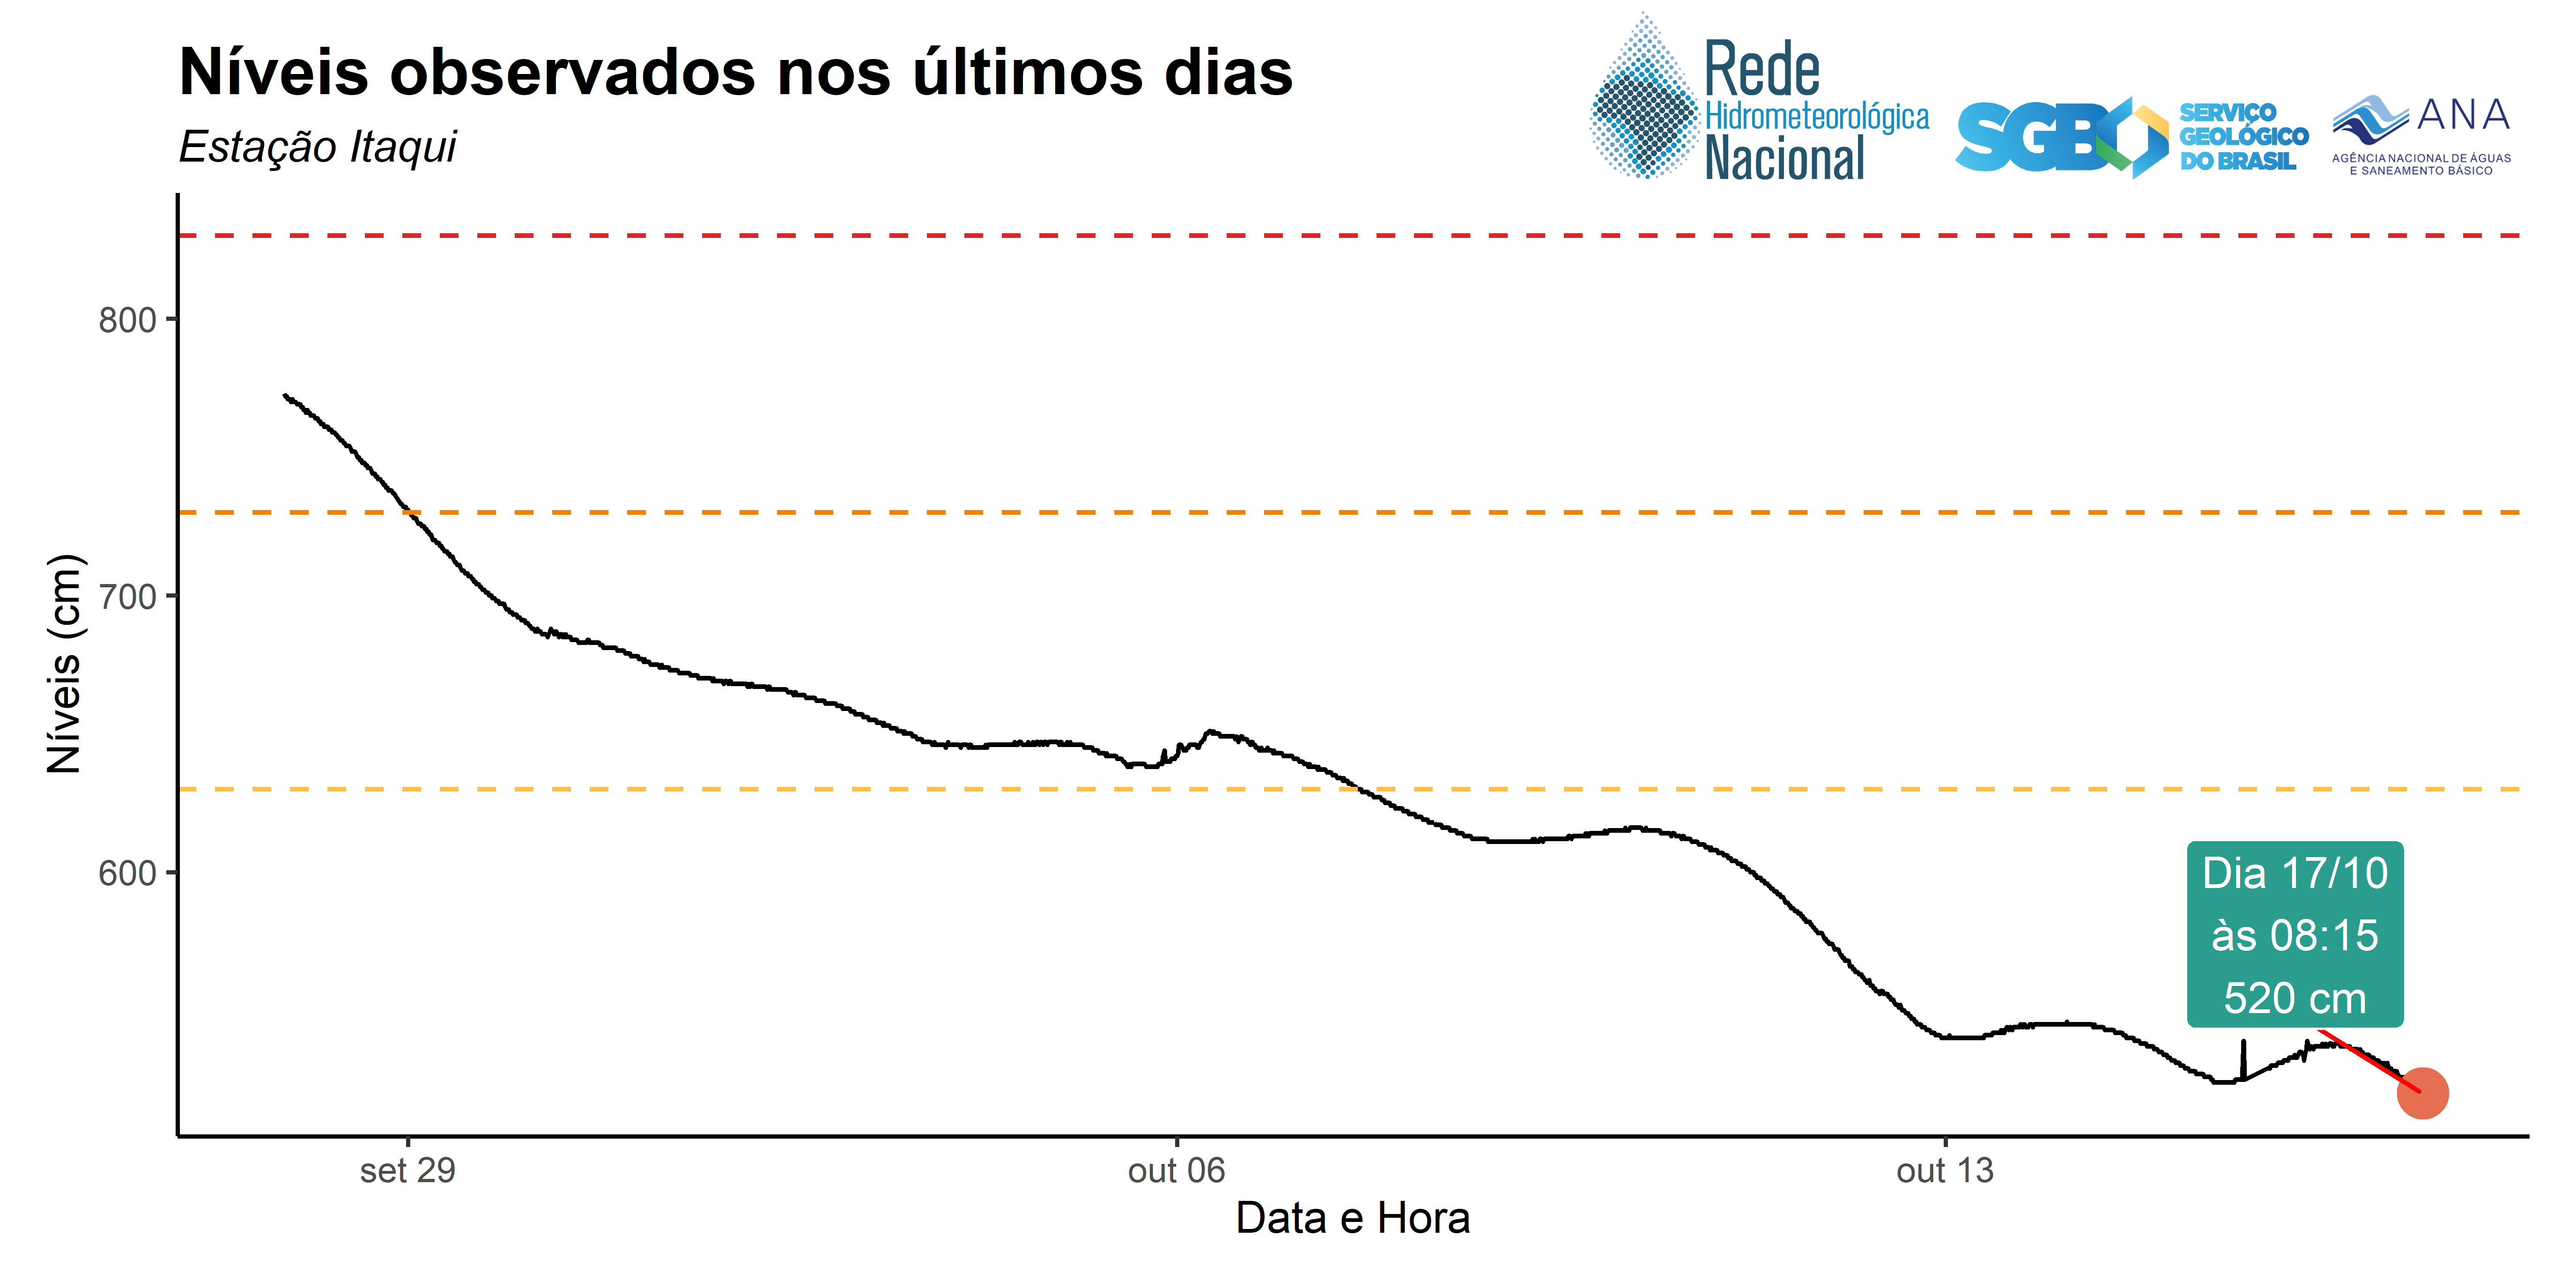 Níveis observados nos últimos dias
Estação Itaqui
Rede
Hidrometeorológica
Nacional
SGB
SERVIÇO
GEOLÓGICO
DO BRASIL
ANA
AGÊNCIA NACIONAL DE ÁGUAS
E SANEAMENTO BÁSICO
Níveis (cm)
800
700
600
Dia 17/10
às 08:15
520 cm
set 29
out 06
out 13
Data e Hora